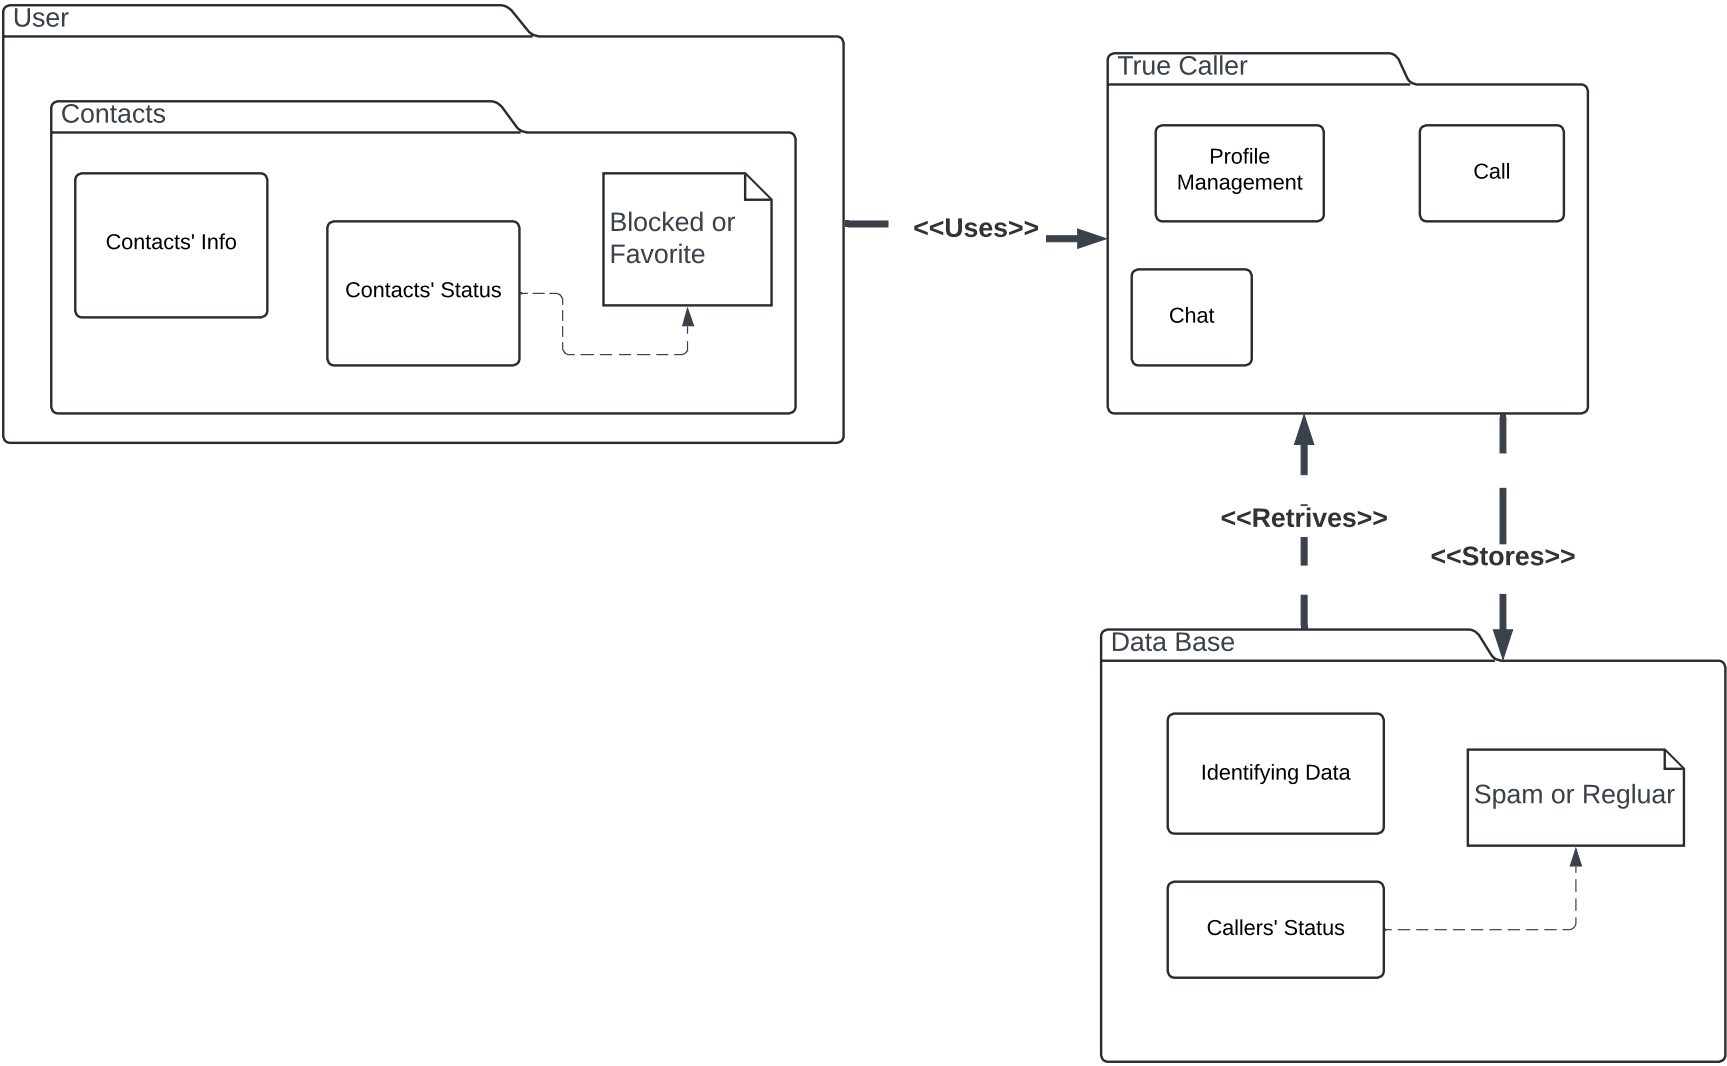 User
Contacts
Contacts' Info
Contacts' Status
Blocked or
Favorite
<<Uses>>
True Caller
Profile
Management
Call
Chat
<<Retrives>>
<<Stores>>
Data Base
Identifying Data
Spam or Regluar
Callers' Status